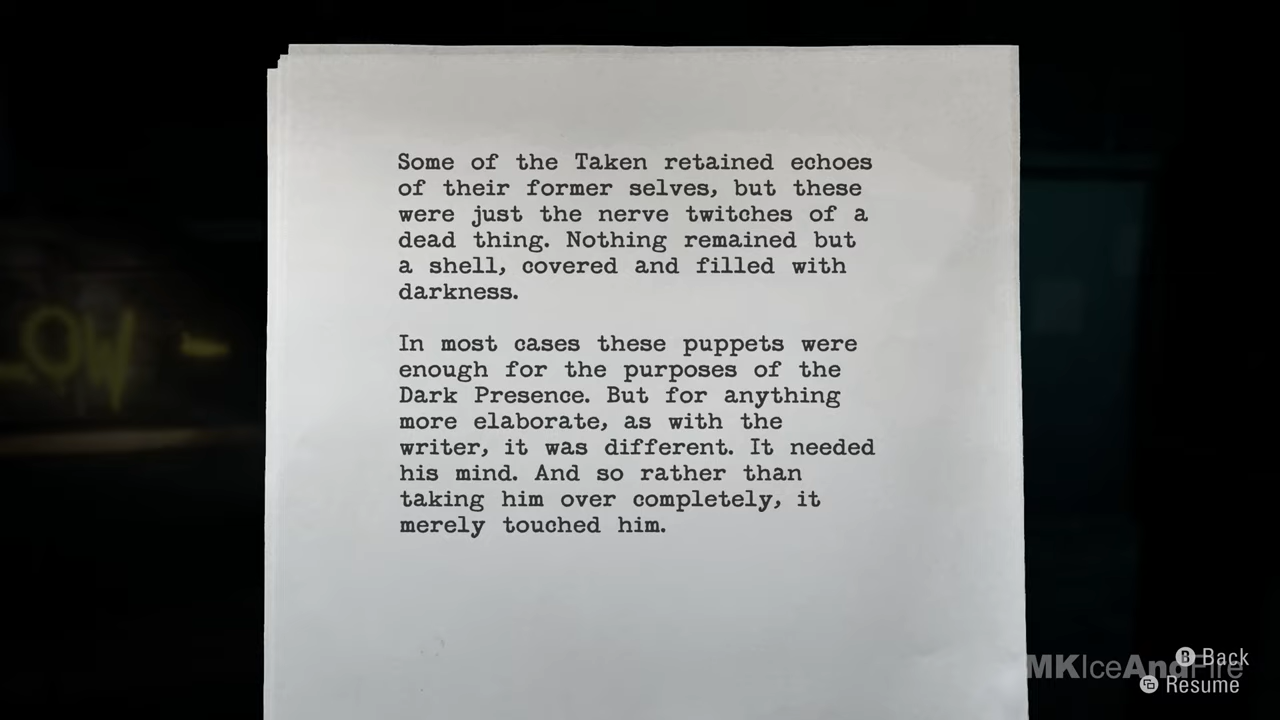 Some of the Taken retained echoes
of their former selves, but these
were just the nerve twitches of a
dead thing. Nothing remained but
a shell, covered and filled with
darkness.
In most cases these puppets were
enough for the purposes of the
Dark Presence. But for anything
more elaborate, as with the
writer, it was different. It needed
his mind. And so rather than
taking him over completely, it
merely touched him.
LOW
MKIceAndFire
B Back
Resume